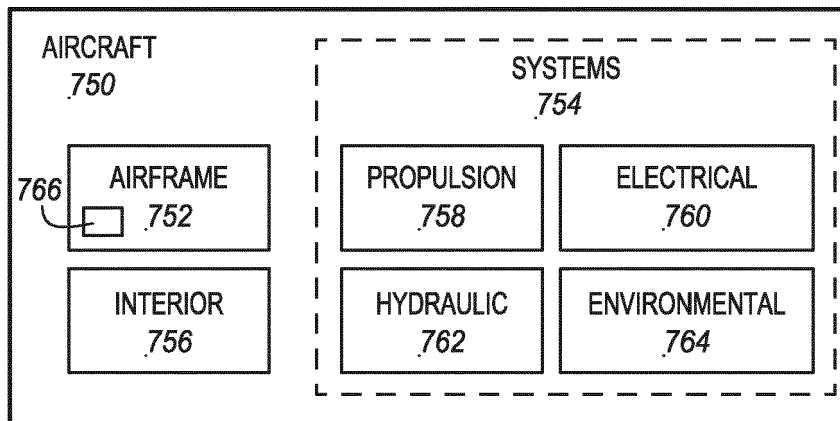 AIRCRAFT
750
SYSTEMS
754
766
AIRFRAME
752
PROPULSION
758
ELECTRICAL
760
INTERIOR
756
HYDRAULIC
762
ENVIRONMENTAL
764